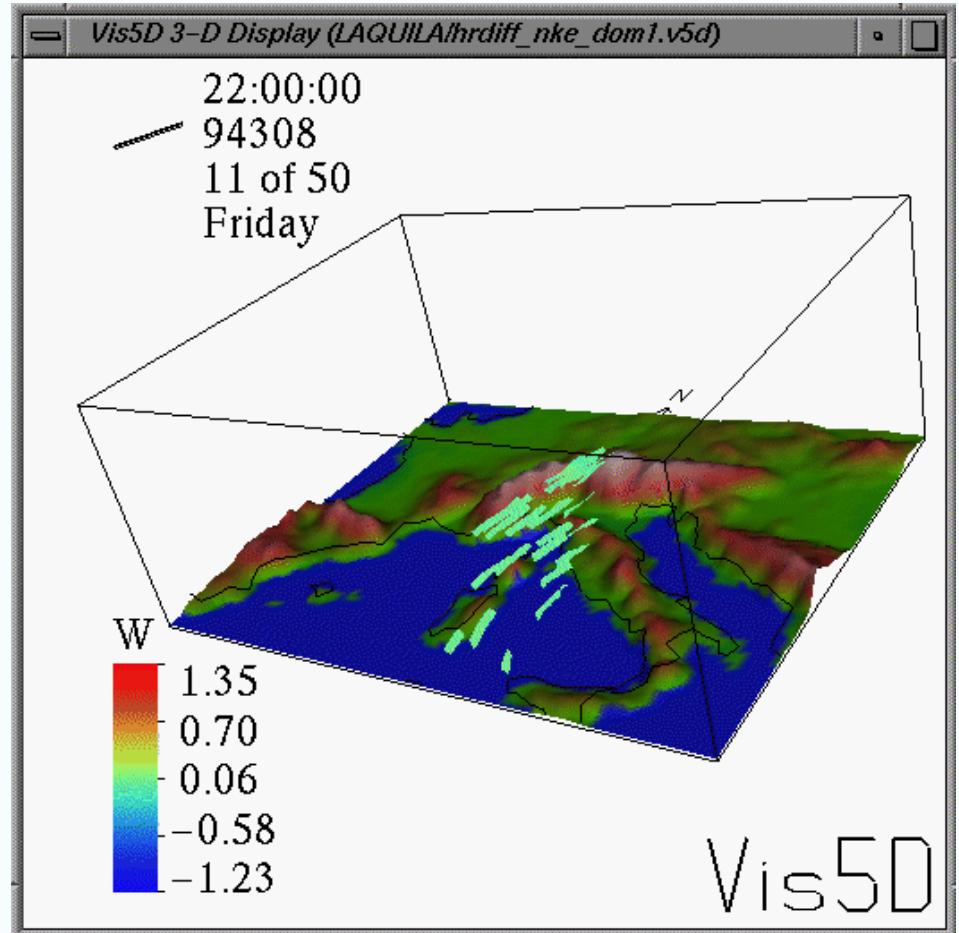 Vis5D 3-D Display (LAQUILA/hrdiff_nke_dom1.v5d)
22:00:00
94308
11 of 50
Friday
N
W
1.35
0.70
0.06
-0.58
-1.23
Vis5D